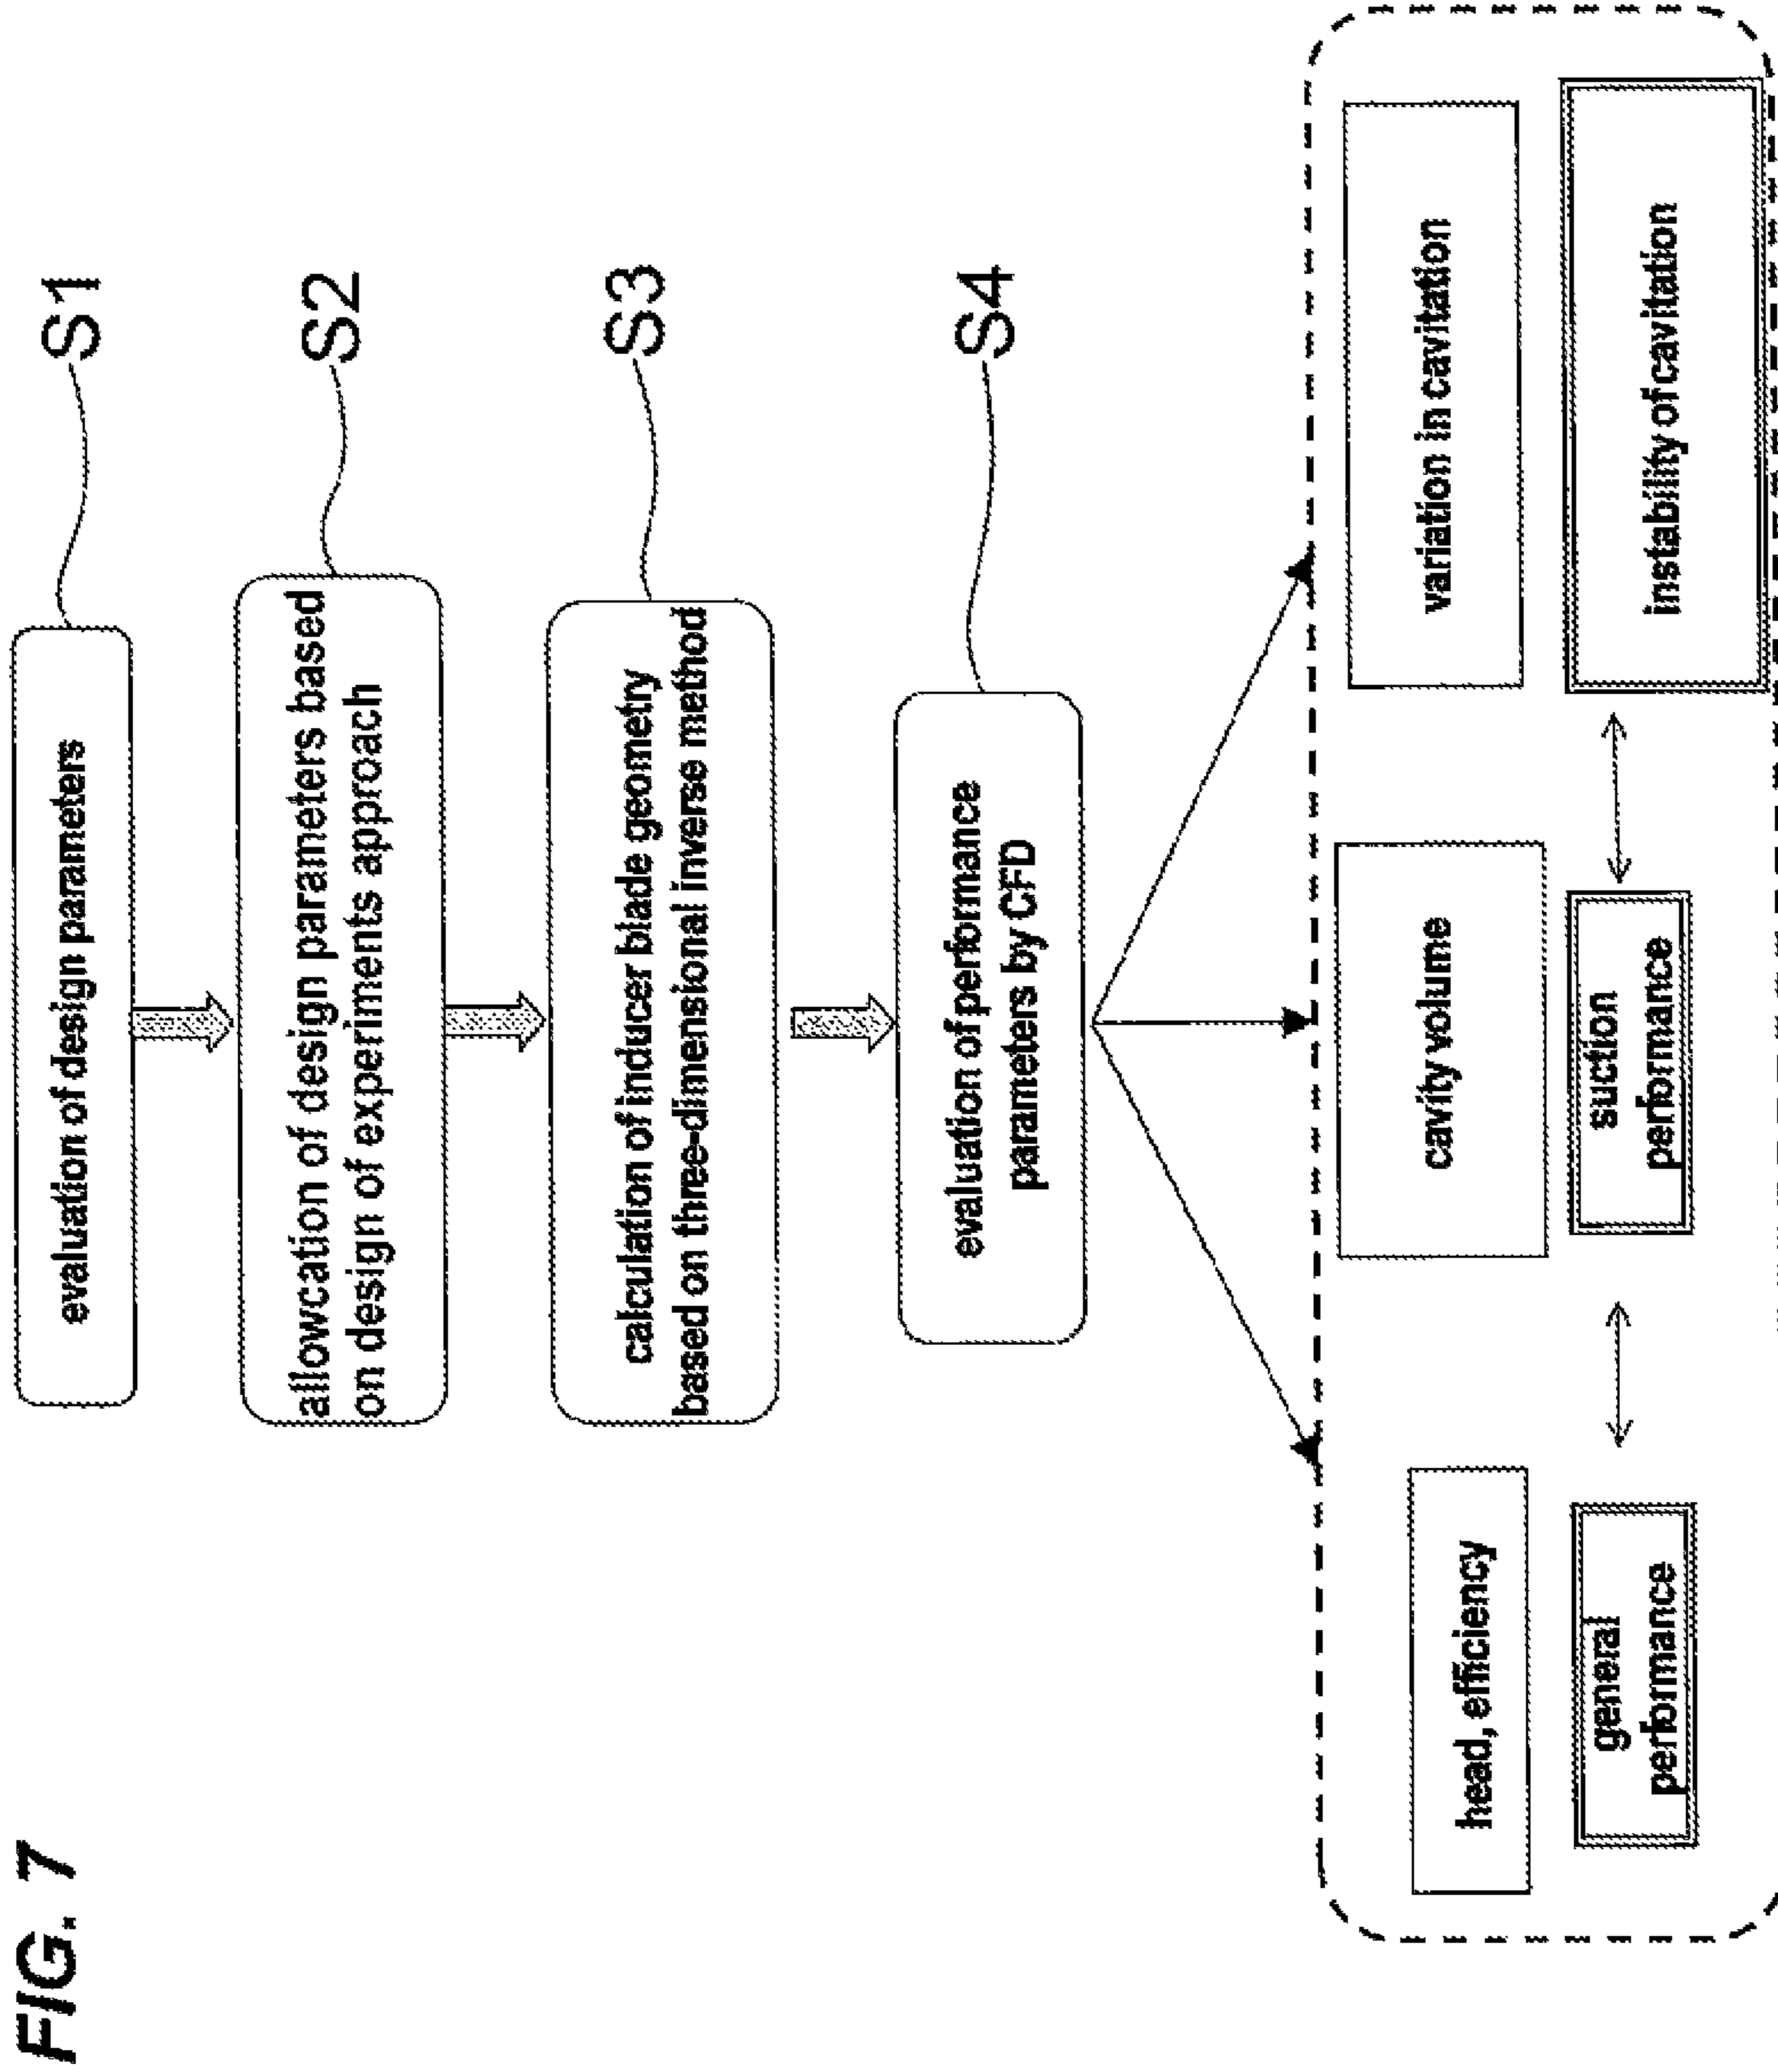 FIG. 7
evaluation of design parameters
S1
allowcation of design parameters based
on design of experiments approach
S2
calculation of inducer blade geometry
based on three-dimensional inverse method
S3
evaluation of performance
parameters by CFD
S4
head, efficiency
cavity volume
variation in cavitation
general
performance
suction
performance
instability of cavitation